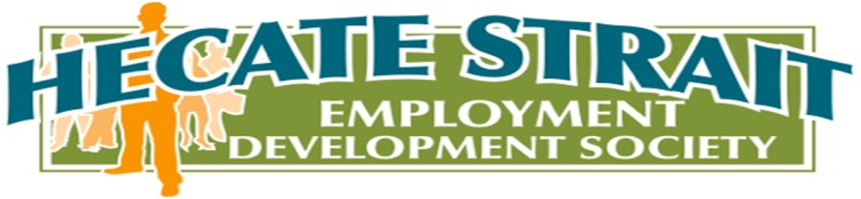 HECATE STRAIT
EMPLOYMENT
DEVELOPMENT SOCIETY